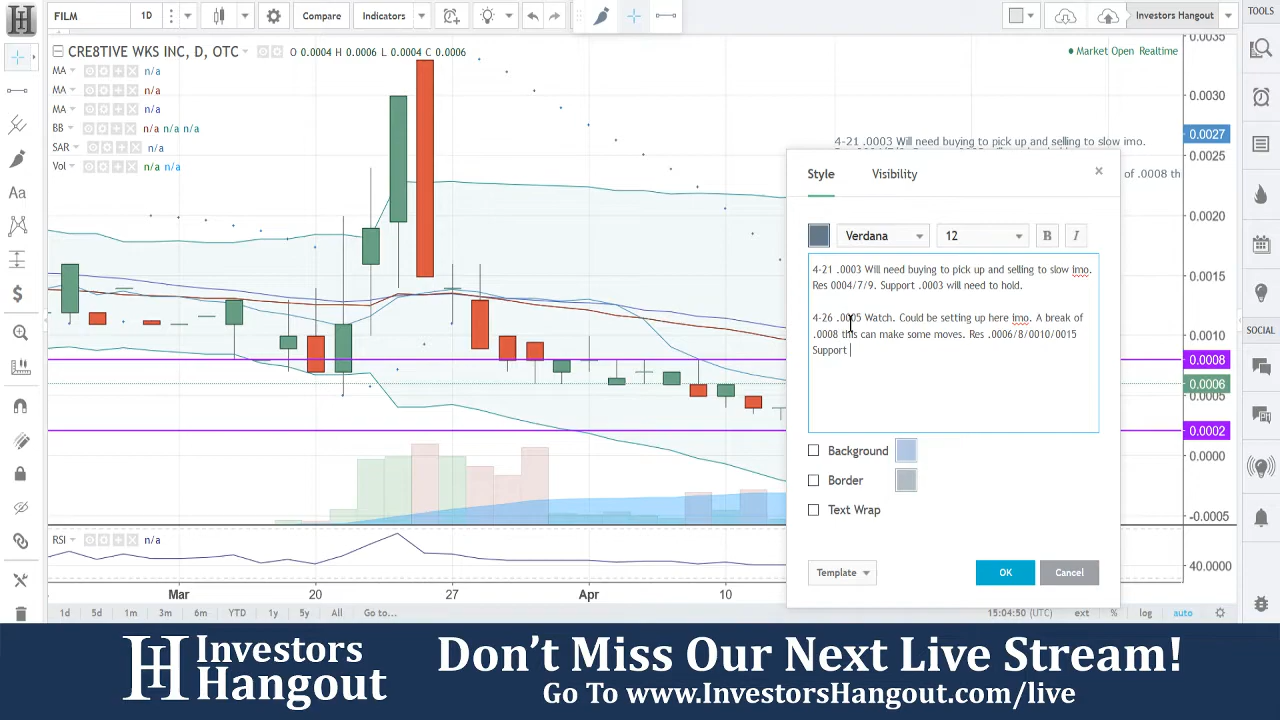 FILM
1D
Compare
Indicators
Investors Hangout
TOOLS
CRE8TIVE WKS INC, D, OTC
O 0.0004 H 0.0006 L 0.0004 C 0.0006
Market Open Realtime
MA n/a
MA n/a
MA n/a
BB n/a n/a n/a
SAR n/a
Vol n/a n/a
0.0035
0.0030
0.0027
0.0025
0.0020
0.0015
0.0010
0.0008
0.0006
0.0005
0.0002
0.0000
-0.0005
40.0000
4-21 .0003 Will need buying to pick up and selling to slow imo.
of .0008 th
Style
Visibility
×
Verdana
12
B
I
4-21 .0003 Will need buying to pick up and selling to slow imo.
Res 0004/7/9. Support .0003 will need to hold.
4-26 .0005 Watch. Could be setting up here imo. A break of
.0008 this can make some moves. Res .0006/8/0010/0015
Support
Background
Border
Text Wrap
Template
OK
Cancel
RSI n/a
Mar
20
27
Apr
10
1d
5d
1m
3m
6m
YTD
1y
5y
All
Go to...
15:04:50 (UTC)
ext
%
log
auto
Aa
$
SOCIAL
Investors
Hangout
Don't Miss Our Next Live Stream!
Go To www.InvestorsHangout.com/live